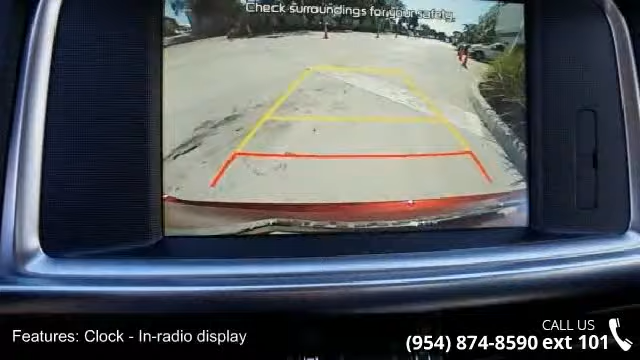 Check surroundings for your safety.
Features: Clock - In-radio display
CALL US
(954) 874-8590 ext 101